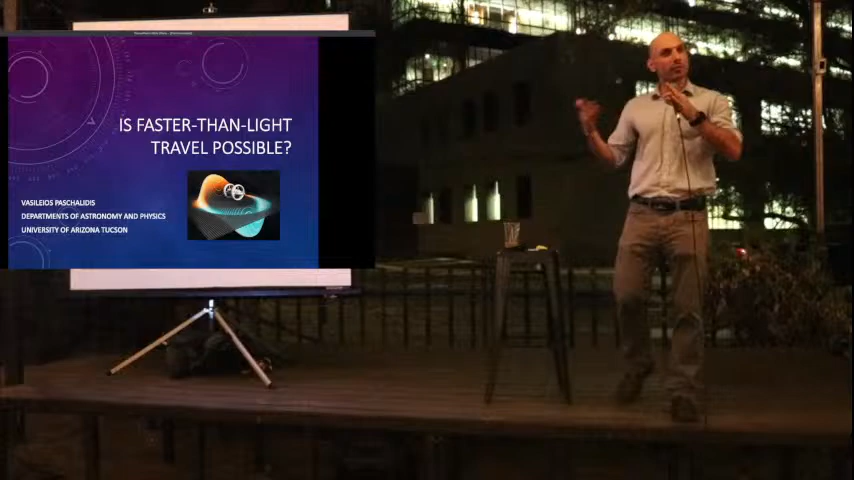 IS FASTER-THAN-LIGHT
TRAVEL POSSIBLE?
VASILEIOS PASCHALIDIS
DEPARTMENTS OF ASTRONOMY AND PHYSICS
UNIVERSITY OF ARIZONA TUCSON